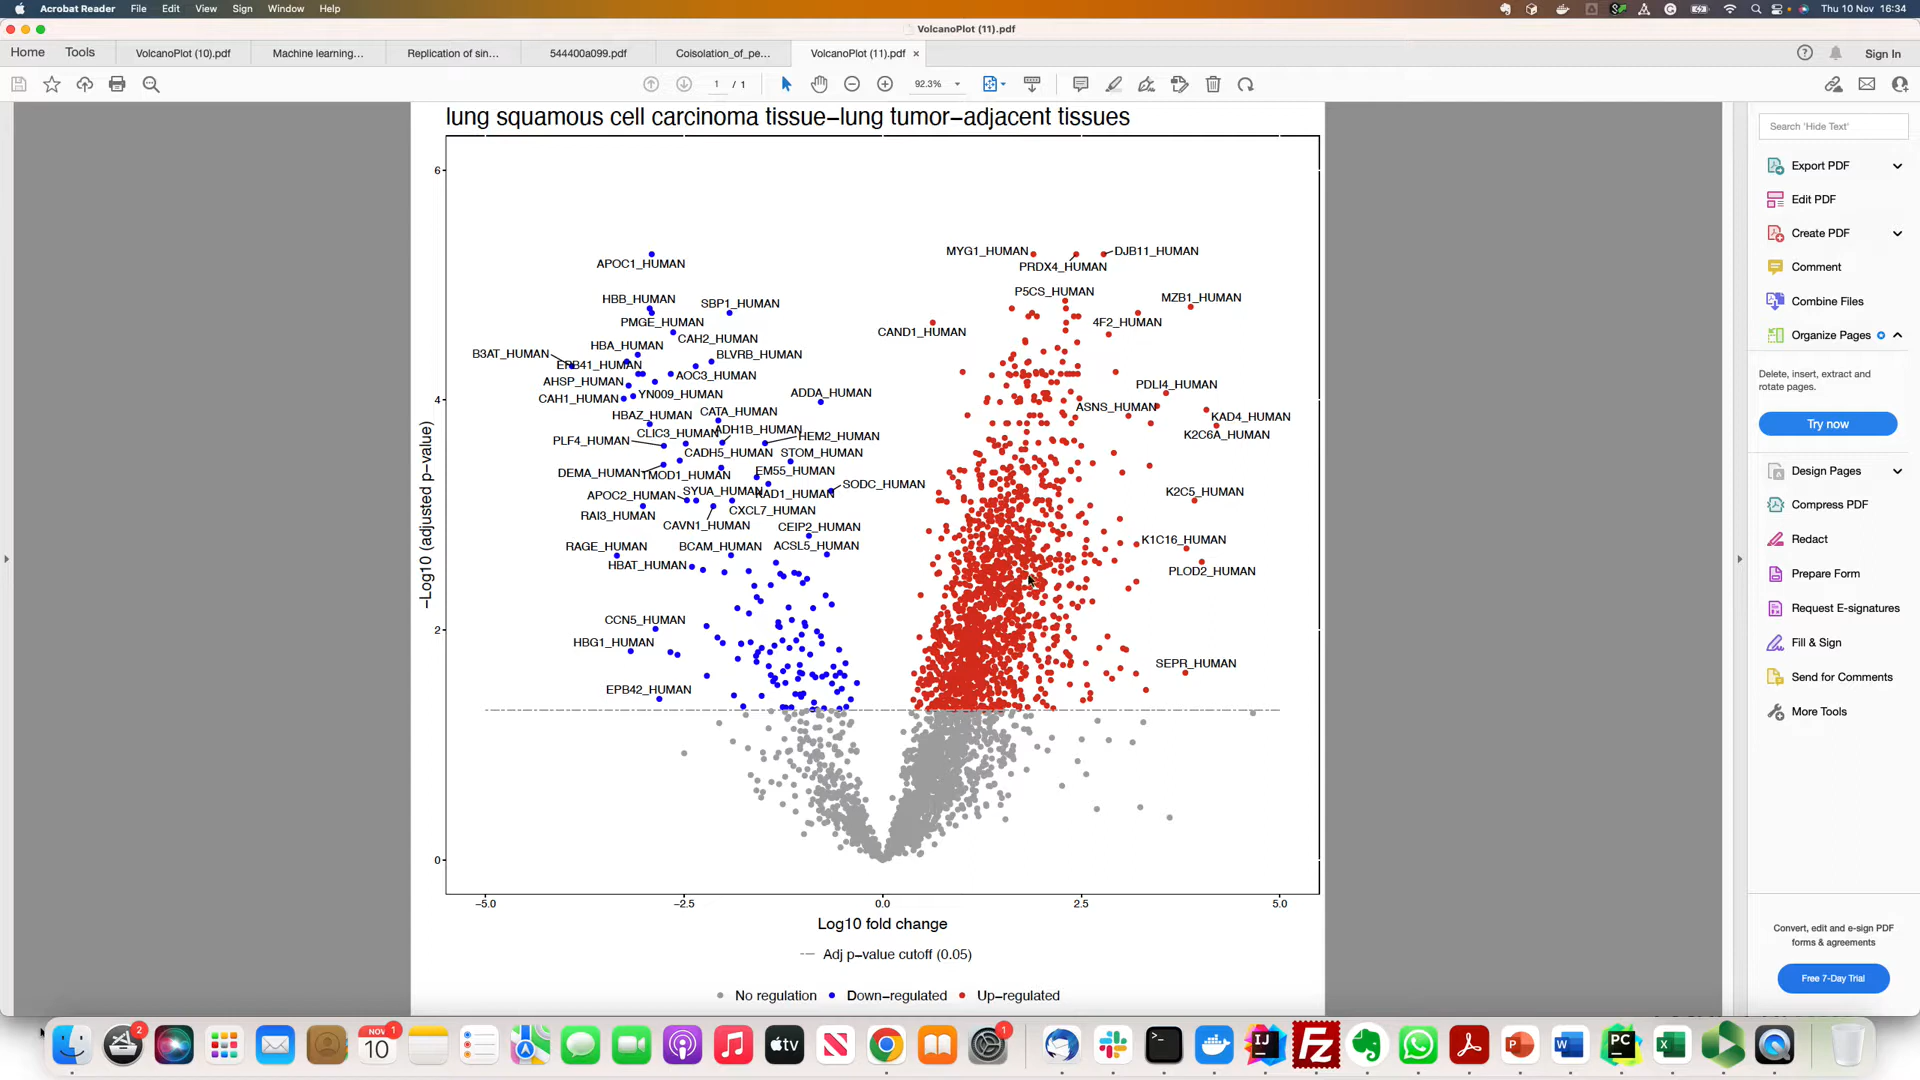 Acrobat Reader File Edit View Sign Window Help
Thu 10 Nov 16:34
VolcanoPlot (11).pdf
Home Tools VolcanoPlot (10).pdf Machine learning... Replication of sin... 544400a099.pdf Coisolation_of_pe... VolcanoPlot (11).pdf × Sign In
1 / 1 92.3%
lung squamous cell carcinoma tissue–lung tumor–adjacent tissues
6
4
2
0
–Log10 (adjusted p–value)
APOC1_HUMAN
HBB_HUMAN
SBP1_HUMAN
PMGE_HUMAN
CAH2_HUMAN
HBA_HUMAN
B3AT_HUMAN
BLVRB_HUMAN
AOC3_HUMAN
AHSP_HUMAN
CAH1_HUMAN
YN009_HUMAN
ADDA_HUMAN
HBAZ_HUMAN
CATA_HUMAN
CLIC3_HUMAN
ADH1B_HUMAN
PLF4_HUMAN
HEM2_HUMAN
CADH5_HUMAN
STOM_HUMAN
DEMA_HUMAN
TMOD1_HUMAN
EM55_HUMAN
SODC_HUMAN
APOC2_HUMAN
SYUA_HUMAN
KAD1_HUMAN
RAI3_HUMAN
CXCL7_HUMAN
CAVN1_HUMAN
CEIP2_HUMAN
RAGE_HUMAN
BCAM_HUMAN
ACSL5_HUMAN
HBAT_HUMAN
CCN5_HUMAN
HBG1_HUMAN
EPB42_HUMAN
MYG1_HUMAN
DJB11_HUMAN
PRDX4_HUMAN
P5CS_HUMAN
MZB1_HUMAN
CAND1_HUMAN
4F2_HUMAN
PDLI4_HUMAN
ASNS_HUMAN
KAD4_HUMAN
K2C6A_HUMAN
K2C5_HUMAN
K1C16_HUMAN
PLOD2_HUMAN
SEPR_HUMAN
–5.0 –2.5 0.0 2.5 5.0
Log10 fold change
Adj p–value cutoff (0.05)
No regulation Down–regulated Up–regulated
Search 'Hide Text'
Export PDF
Edit PDF
Create PDF
Comment
Combine Files
Organize Pages
Delete, insert, extract and
rotate pages.
Try now
Design Pages
Compress PDF
Redact
Prepare Form
Request E-signatures
Fill & Sign
Send for Comments
More Tools
Convert, edit and e-sign PDF
forms & agreements
Free 7-Day Trial
2
NOV
10
1
tv
1
IJ
Fz
P
W
PC
X